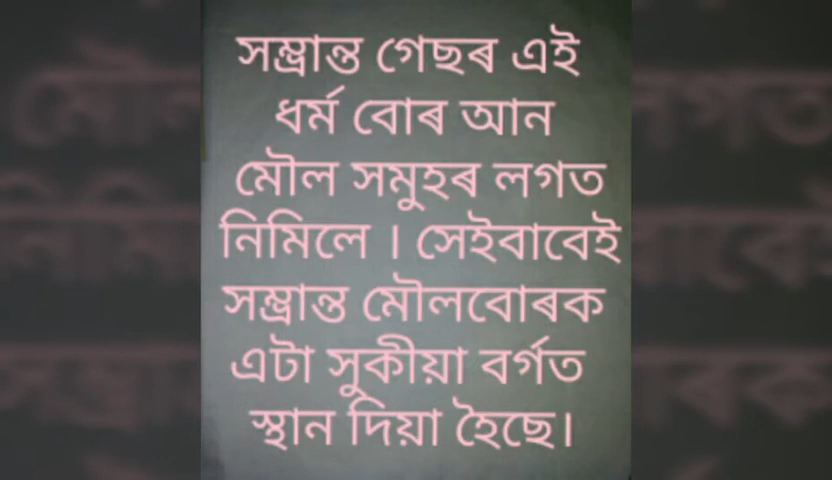 সম্ভ্ৰান্ত গেছৰ এই
ধৰ্ম বোৰ আন
মৌল সমুহৰ লগত
নিমিলে । সেইবাবেই
সম্ভ্ৰান্ত মৌলবোৰক
এটা সুকীয়া বৰ্গত
স্থান দিয়া হৈছে।